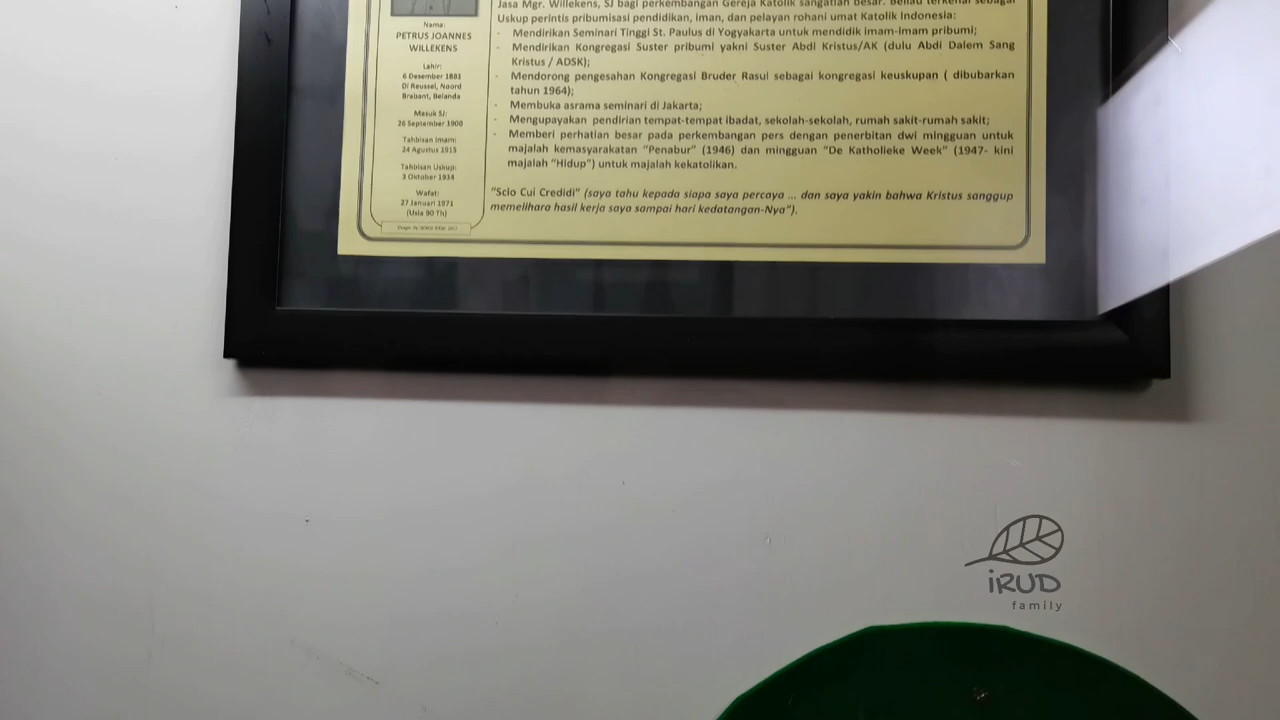 Nama:
PETRUS JOANNES
WILLEKENS
Lahir:
6 Desember 1881
Di Reussel, Noord
Brabant, Belanda
Masuk SJ:
26 September 1900
Tahbisan Imam:
24 Agustus 1915
Tahbisan Uskup:
3 Oktober 1934
Wafat:
27 Januari 1971
(Usia 90 Th)
Jasa Mgr. Willekens, SJ bagi perkembangan Gereja Katolik sangatlah besar. Beliau terkenal sebagai
Uskup perintis pribumisasi pendidikan, iman, dan pelayan rohani umat Katolik Indonesia:
- Mendirikan Seminari Tinggi St. Paulus di Yogyakarta untuk mendidik imam-imam pribumi;
- Mendirikan Kongregasi Suster pribumi yakni Suster Abdi Kristus/AK (dulu Abdi Dalem Sang
Kristus / ADSK);
- Mendorong pengesahan Kongregasi Bruder Rasul sebagai kongregasi keuskupan ( dibubarkan
tahun 1964);
- Membuka asrama seminari di Jakarta;
- Mengupayakan pendirian tempat-tempat ibadat, sekolah-sekolah, rumah sakit-rumah sakit;
- Memberi perhatian besar pada perkembangan pers dengan penerbitan dwi mingguan untuk
majalah kemasyarakatan “Penabur” (1946) dan mingguan “De Katholieke Week” (1947- kini
majalah “Hidup”) untuk majalah kekatolikan.
“Scio Cui Credidi” (saya tahu kepada siapa saya percaya ... dan saya yakin bahwa Kristus sanggup
memelihara hasil kerja saya sampai hari kedatangan-Nya”).
iRUD
family